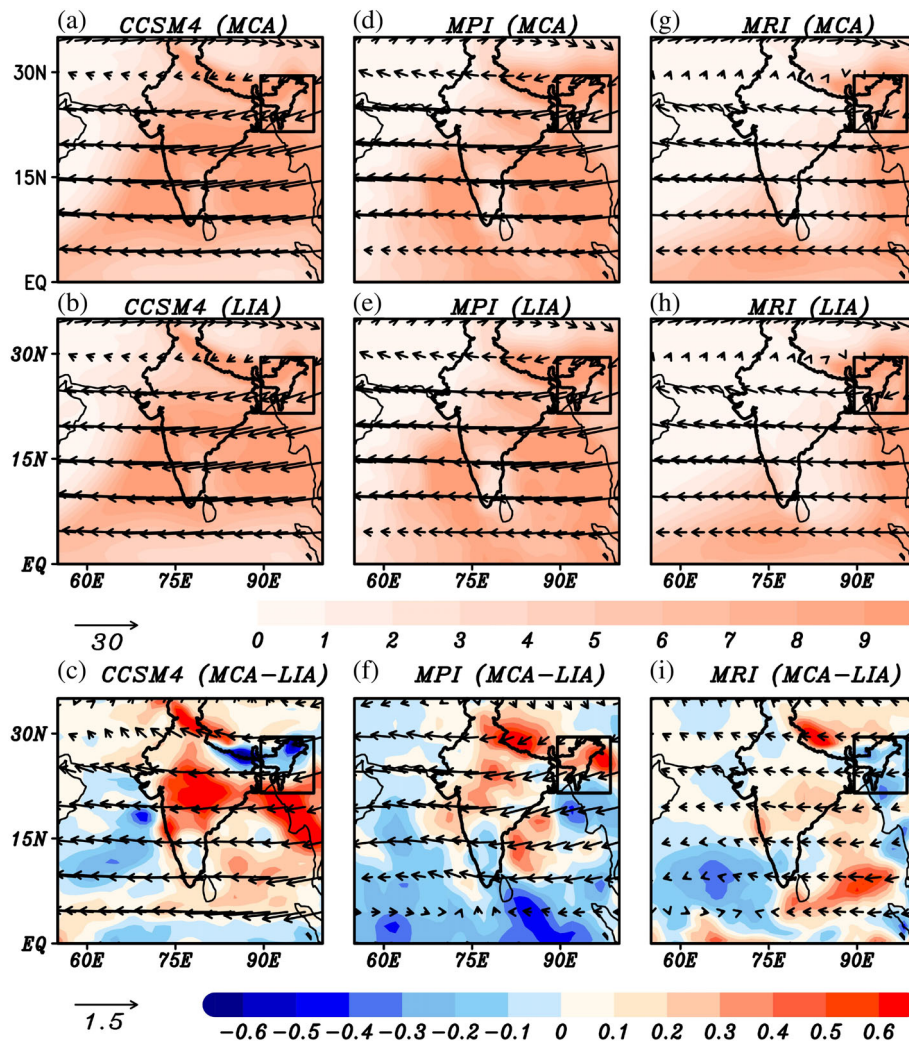 (a) (d) (g)
CCSM4 (MCA) MPI (MCA) MRI (MCA)
30N
15N
EQ
(b) (e) (h)
CCSM4 (LIA) MPI (LIA) MRI (LIA)
30N
15N
EQ
60E 75E 90E 60E 75E 90E 60E 75E 90E
30
0 1 2 3 4 5 6 7 8 9
(c) (f) (i)
CCSM4 (MCA-LIA) MPI (MCA-LIA) MRI (MCA-LIA)
30N
15N
EQ
60E 75E 90E 60E 75E 90E 60E 75E 90E
1.5
-0.6 -0.5 -0.4 -0.3 -0.2 -0.1 0 0.1 0.2 0.4 0.5 0.6